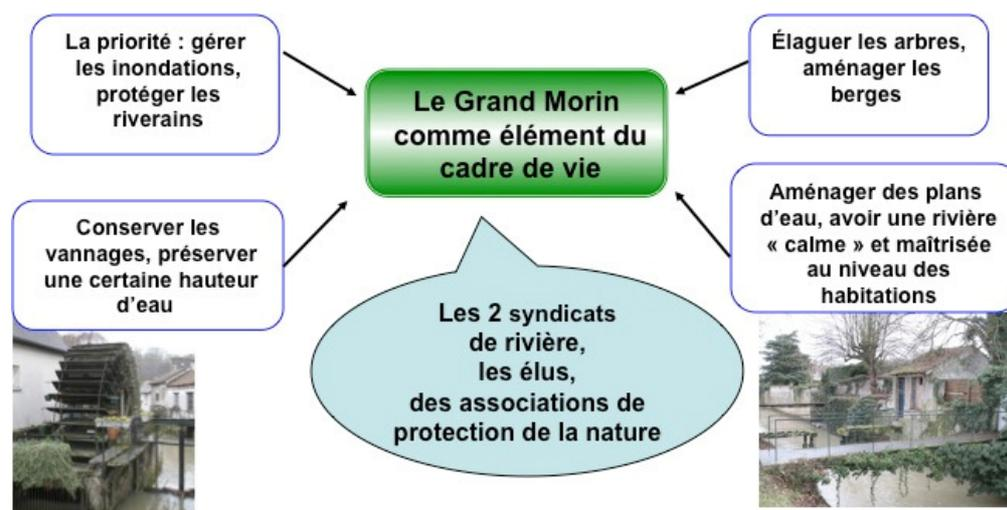 La priorité : gérer
les inondations,
protéger les
riverains
Le Grand Morin
comme élément du
cadre de vie
Élaguer les arbres,
aménager les
berges
Conserver les
vannages, préserver
une certaine hauteur
d'eau
Aménager des plans
d'eau, avoir une rivière
« calme » et maîtrisée
au niveau des
habitations
Les 2 syndicats
de rivière,
les élus,
des associations de
protection de la nature